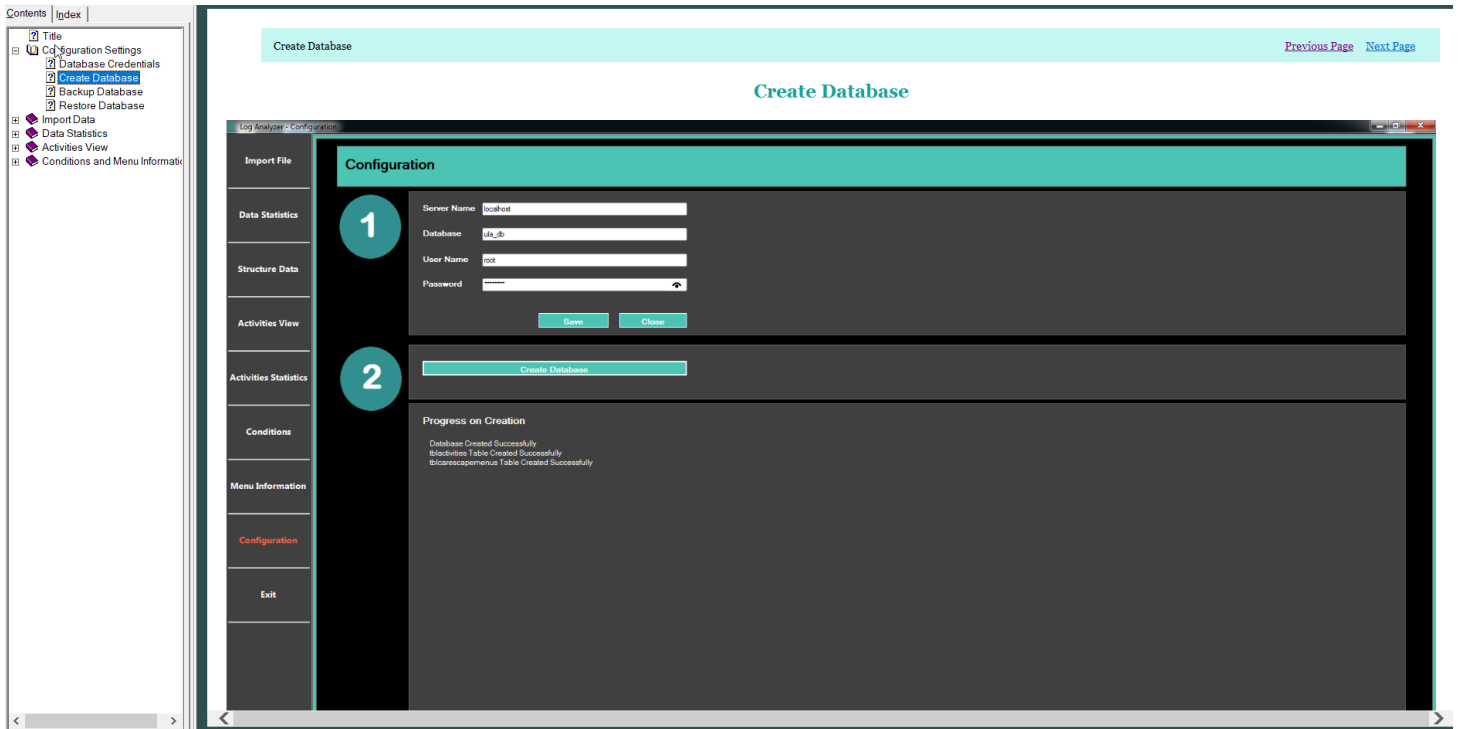 Contents Index
Title
Configuration Settings
Database Credentials
Create Database
Backup Database
Restore Database
Import Data
Data Statistics
Activities View
Conditions and Menu Informatio
Create Database
Previous Page Next Page
Create Database
Log Analyzer - Configuration
Import File
Data Statistics
Structure Data
Activities View
Activities Statistics
Conditions
Menu Information
Configuration
Exit
Configuration
1
Server Name localhost
Database ula_db
User Name root
Password ********
Save Close
2
Create Database
Progress on Creation
Database Created Successfully
tblactivities Table Created Successfully
tblcarescapemenus Table Created Successfully